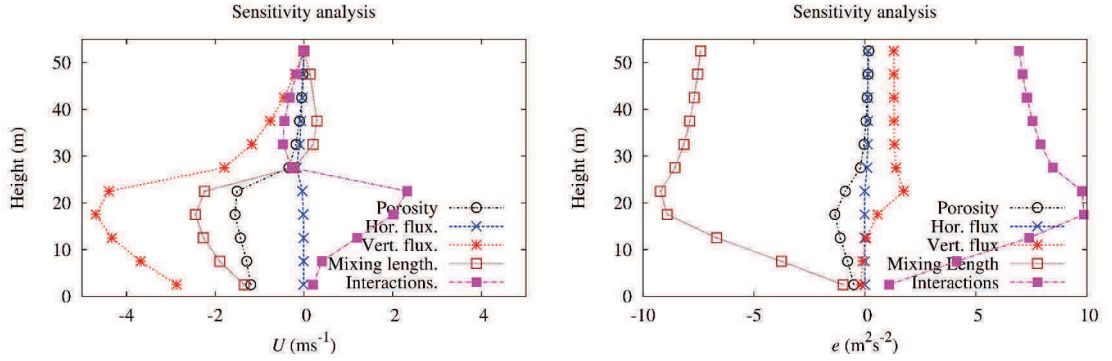 Sensitivity analysis
50
40
30
20
10
0
Height (m)
Porosity
Hor. flux.
Vert. flux.
Mixing length.
Interactions.
-4 -2 0 2 4
U (ms-1)
Sensitivity analysis
50
40
30
20
10
0
Height (m)
Porosity
Hor. flux.
Vert. flux
Mixing Length
Interactions
-10 -5 0 5 10
e (m2s-2)